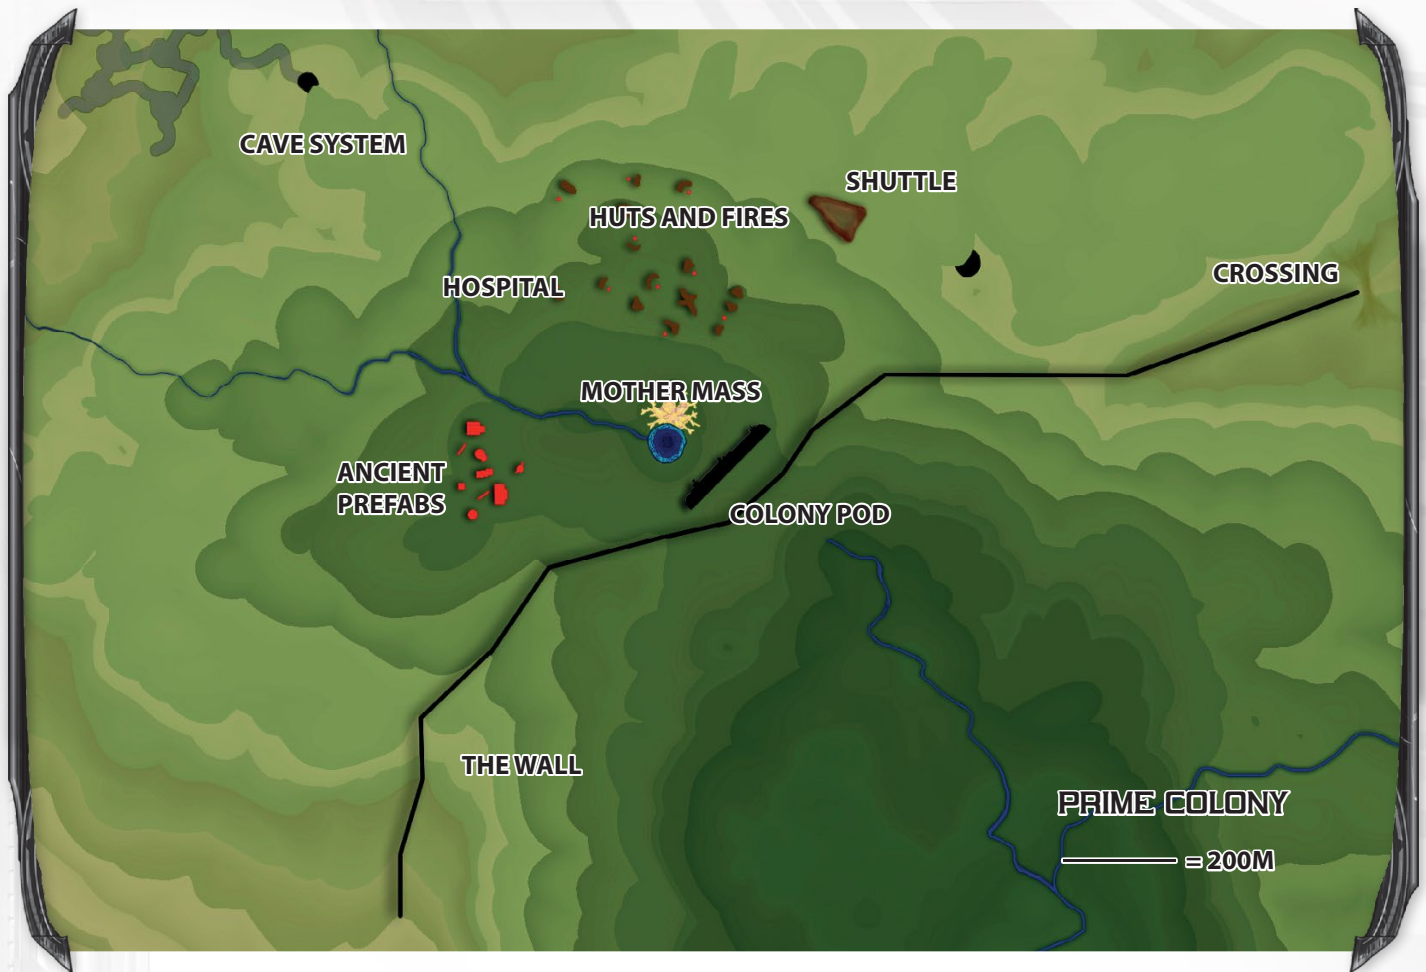 CAVE SYSTEM
SHUTTLE
HUTS AND FIRES
CROSSING
HOSPITAL
MOTHER MASS
ANCIENT
PREFABS
COLONY POD
THE WALL
PRIME COLONY
= 200M